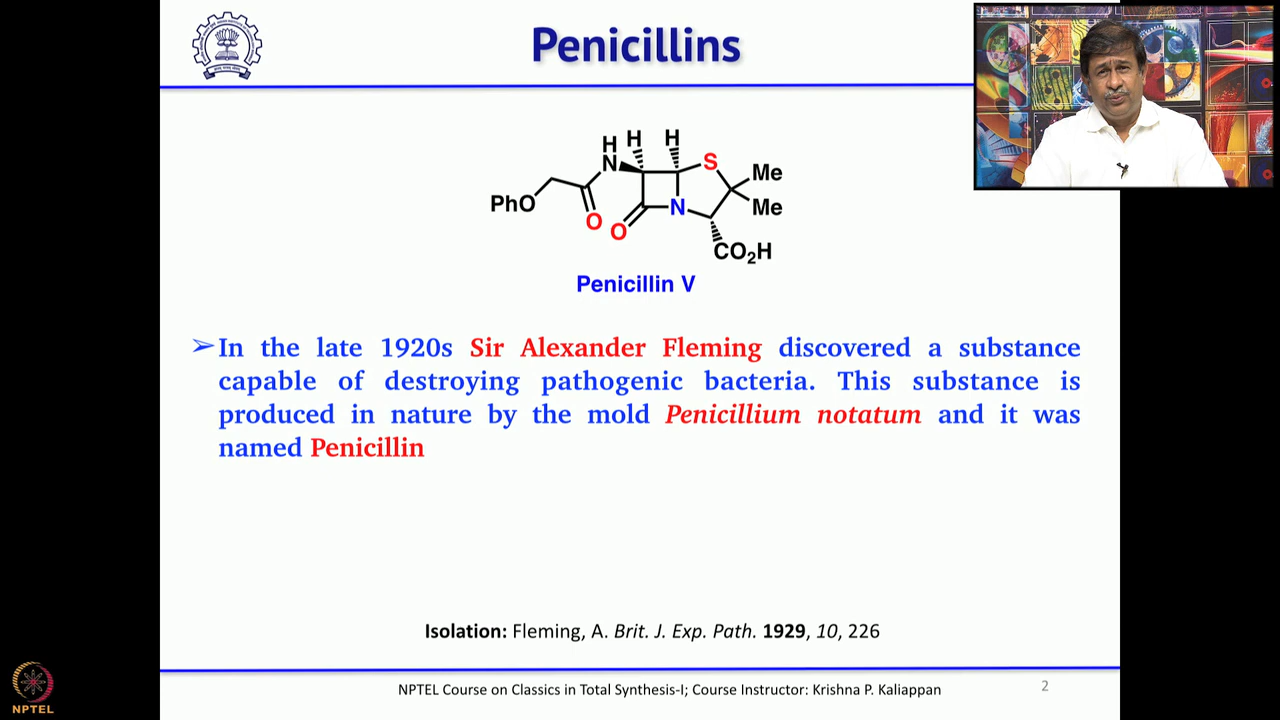 Penicillins
H
N
H
H
S
Me
Me
PhO
O
O
N
CO₂H
Penicillin V
➢In the late 1920s Sir Alexander Fleming discovered a substance
capable of destroying pathogenic bacteria. This substance is
produced in nature by the mold Penicillium notatum and it was
named Penicillin
Isolation: Fleming, A. Brit. J. Exp. Path. 1929, 10, 226
NPTEL Course on Classics in Total Synthesis-I; Course Instructor: Krishna P. Kaliappan
2
NPTEL